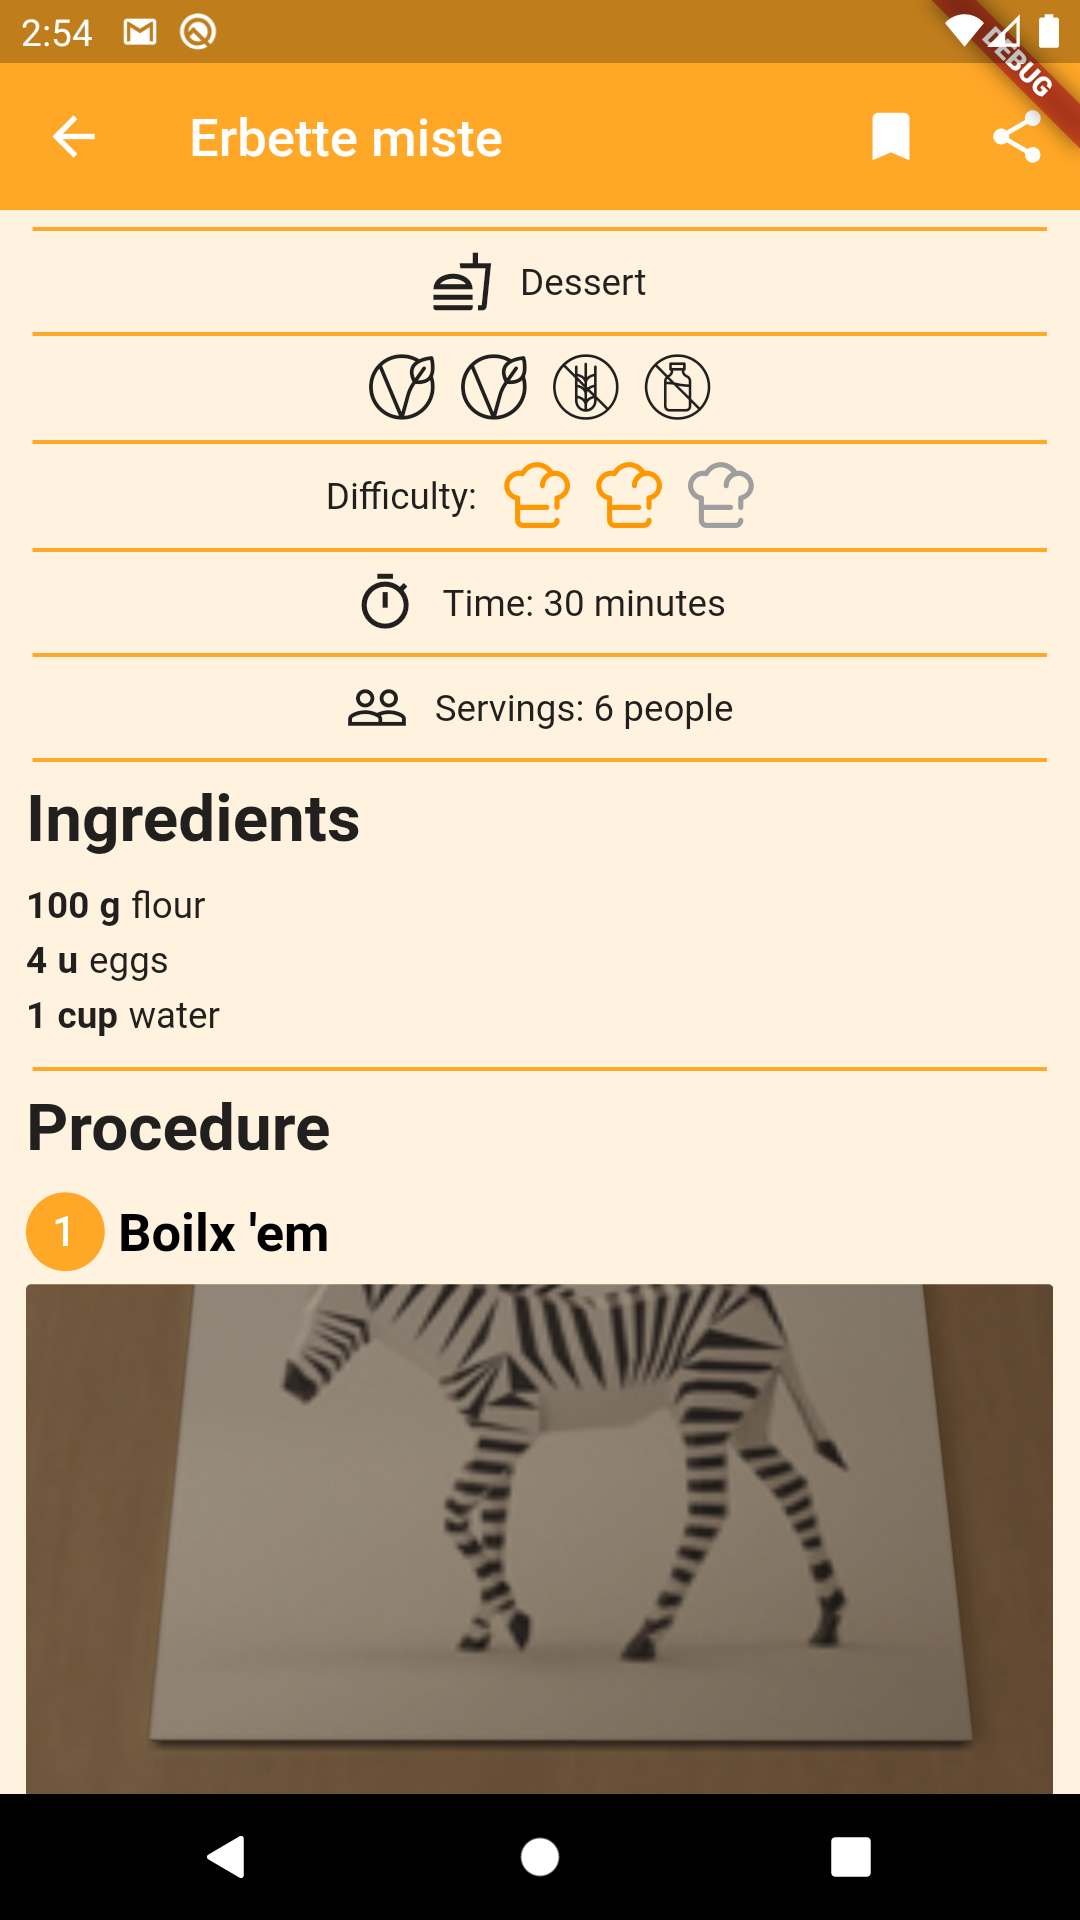 2:54
DEBUG
Erbette miste
Dessert
Difficulty:
Time: 30 minutes
Servings: 6 people
Ingredients
100 g flour
4 u eggs
1 cup water
Procedure
1 Boilx 'em